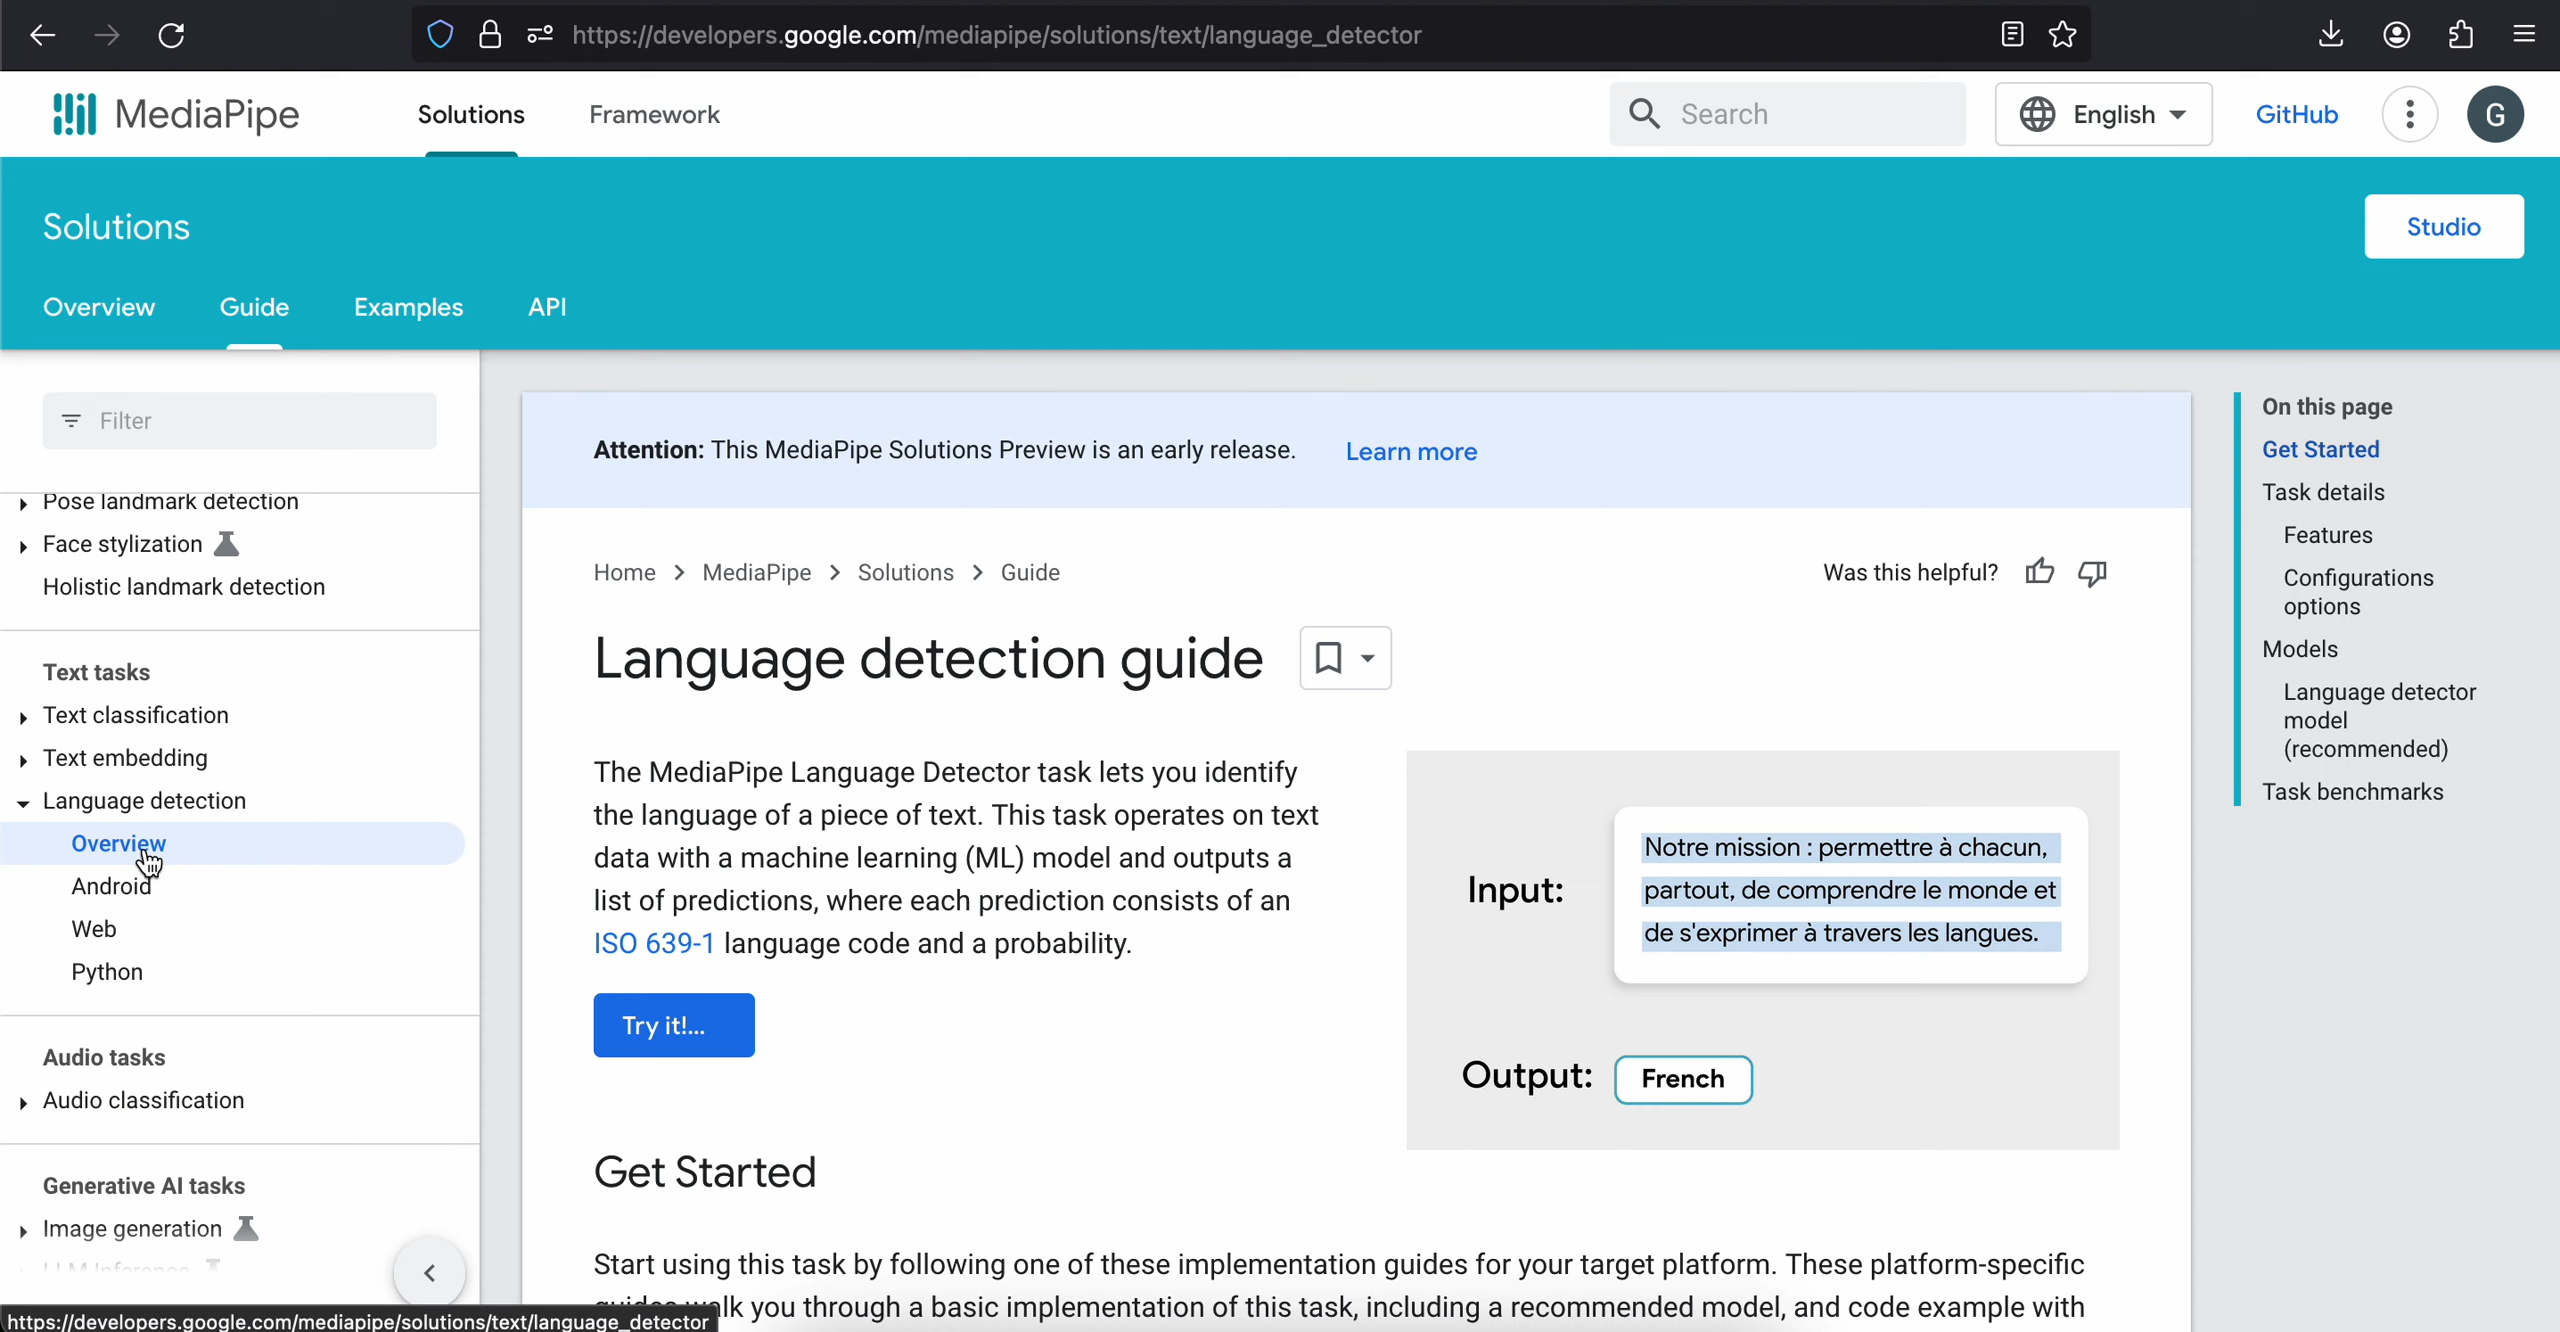 https://developers.google.com/mediapipe/solutions/text/language_detector
MediaPipe
Solutions
Framework
Search
English
GitHub
G
Solutions
Studio
Overview
Guide
Examples
API
Filter
Pose landmark detection
Face stylization
Holistic landmark detection
Text tasks
Text classification
Text embedding
Language detection
Overview
Android
Web
Python
Audio tasks
Audio classification
Generative AI tasks
Image generation
LLM Inference
https://developers.google.com/mediapipe/solutions/text/language_detector
Attention: This MediaPipe Solutions Preview is an early release. Learn more
Home > MediaPipe > Solutions > Guide
Was this helpful?
Language detection guide
The MediaPipe Language Detector task lets you identify
the language of a piece of text. This task operates on text
data with a machine learning (ML) model and outputs a
list of predictions, where each prediction consists of an
ISO 639-1 language code and a probability.
Try it!...
Input:
Notre mission : permettre à chacun,
partout, de comprendre le monde et
de s'exprimer à travers les langues.
Output:
French
Get Started
Start using this task by following one of these implementation guides for your target platform. These platform-specific
you through a basic implementation of this task, including a recommended model, and code example with
On this page
Get Started
Task details
Features
Configurations
options
Models
Language detector
model
(recommended)
Task benchmarks